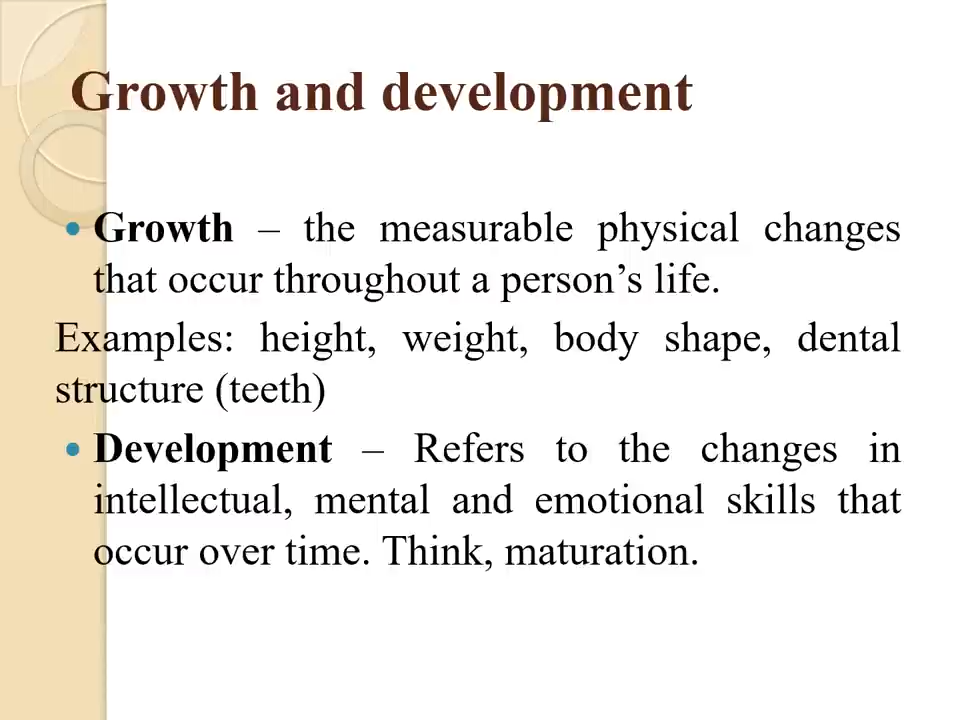 Growth and development
• Growth – the measurable physical changes
that occur throughout a person’s life.
Examples: height, weight, body shape, dental
structure (teeth)
• Development – Refers to the changes in
intellectual, mental and emotional skills that
occur over time. Think, maturation.